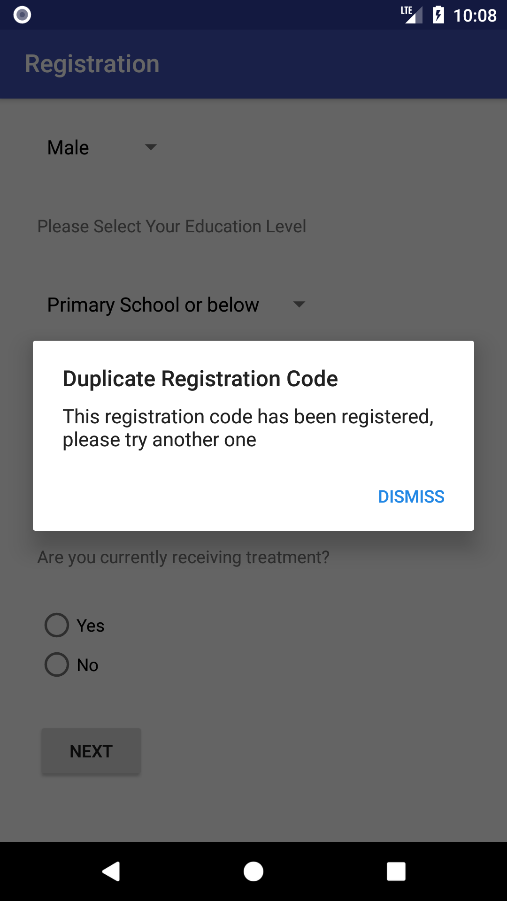 LTE 10:08
Registration
Male
Please Select Your Education Level
Primary School or below
Duplicate Registration Code
This registration code has been registered,
please try another one
DISMISS
Are you currently receiving treatment?
Yes
No
NEXT